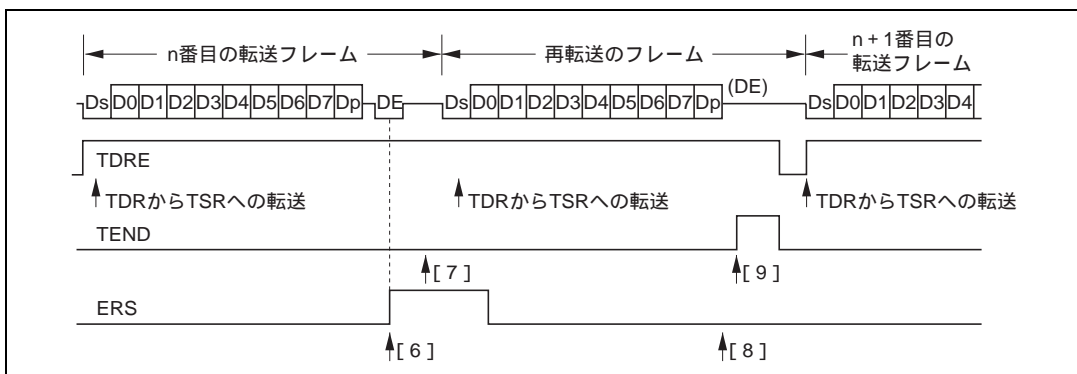 n番目の転送フレーム 再転送のフレーム n + 1番目の
転送フレーム
Ds D0 D1 D2 D3 D4 D5 D6 D7 Dp DE Ds D0 D1 D2 D3 D4 D5 D6 D7 Dp (DE) Ds D0 D1 D2 D3 D4
TDRE
TDRからTSRへの転送 TDRからTSRへの転送 TDRからTSRへの転送
TEND
[ 7 ] [ 9 ]
ERS
[ 6 ] [ 8 ]